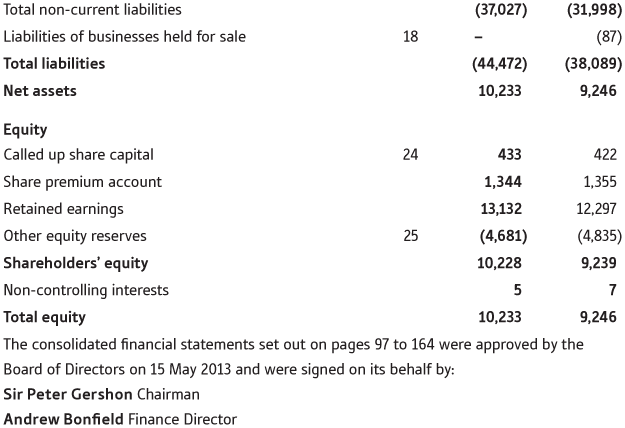 Total non-current liabilities (37,027) (31,998)
Liabilities of businesses held for sale 18 – (87)
Total liabilities (44,472) (38,089)
Net assets 10,233 9,246
Equity
Called up share capital 24 433 422
Share premium account 1,344 1,355
Retained earnings 13,132 12,297
Other equity reserves 25 (4,681) (4,835)
Shareholders’ equity 10,228 9,239
Non-controlling interests 5 7
Total equity 10,233 9,246
The consolidated financial statements set out on pages 97 to 164 were approved by the
Board of Directors on 15 May 2013 and were signed on its behalf by:
Sir Peter Gershon Chairman
Andrew Bonfield Finance Director